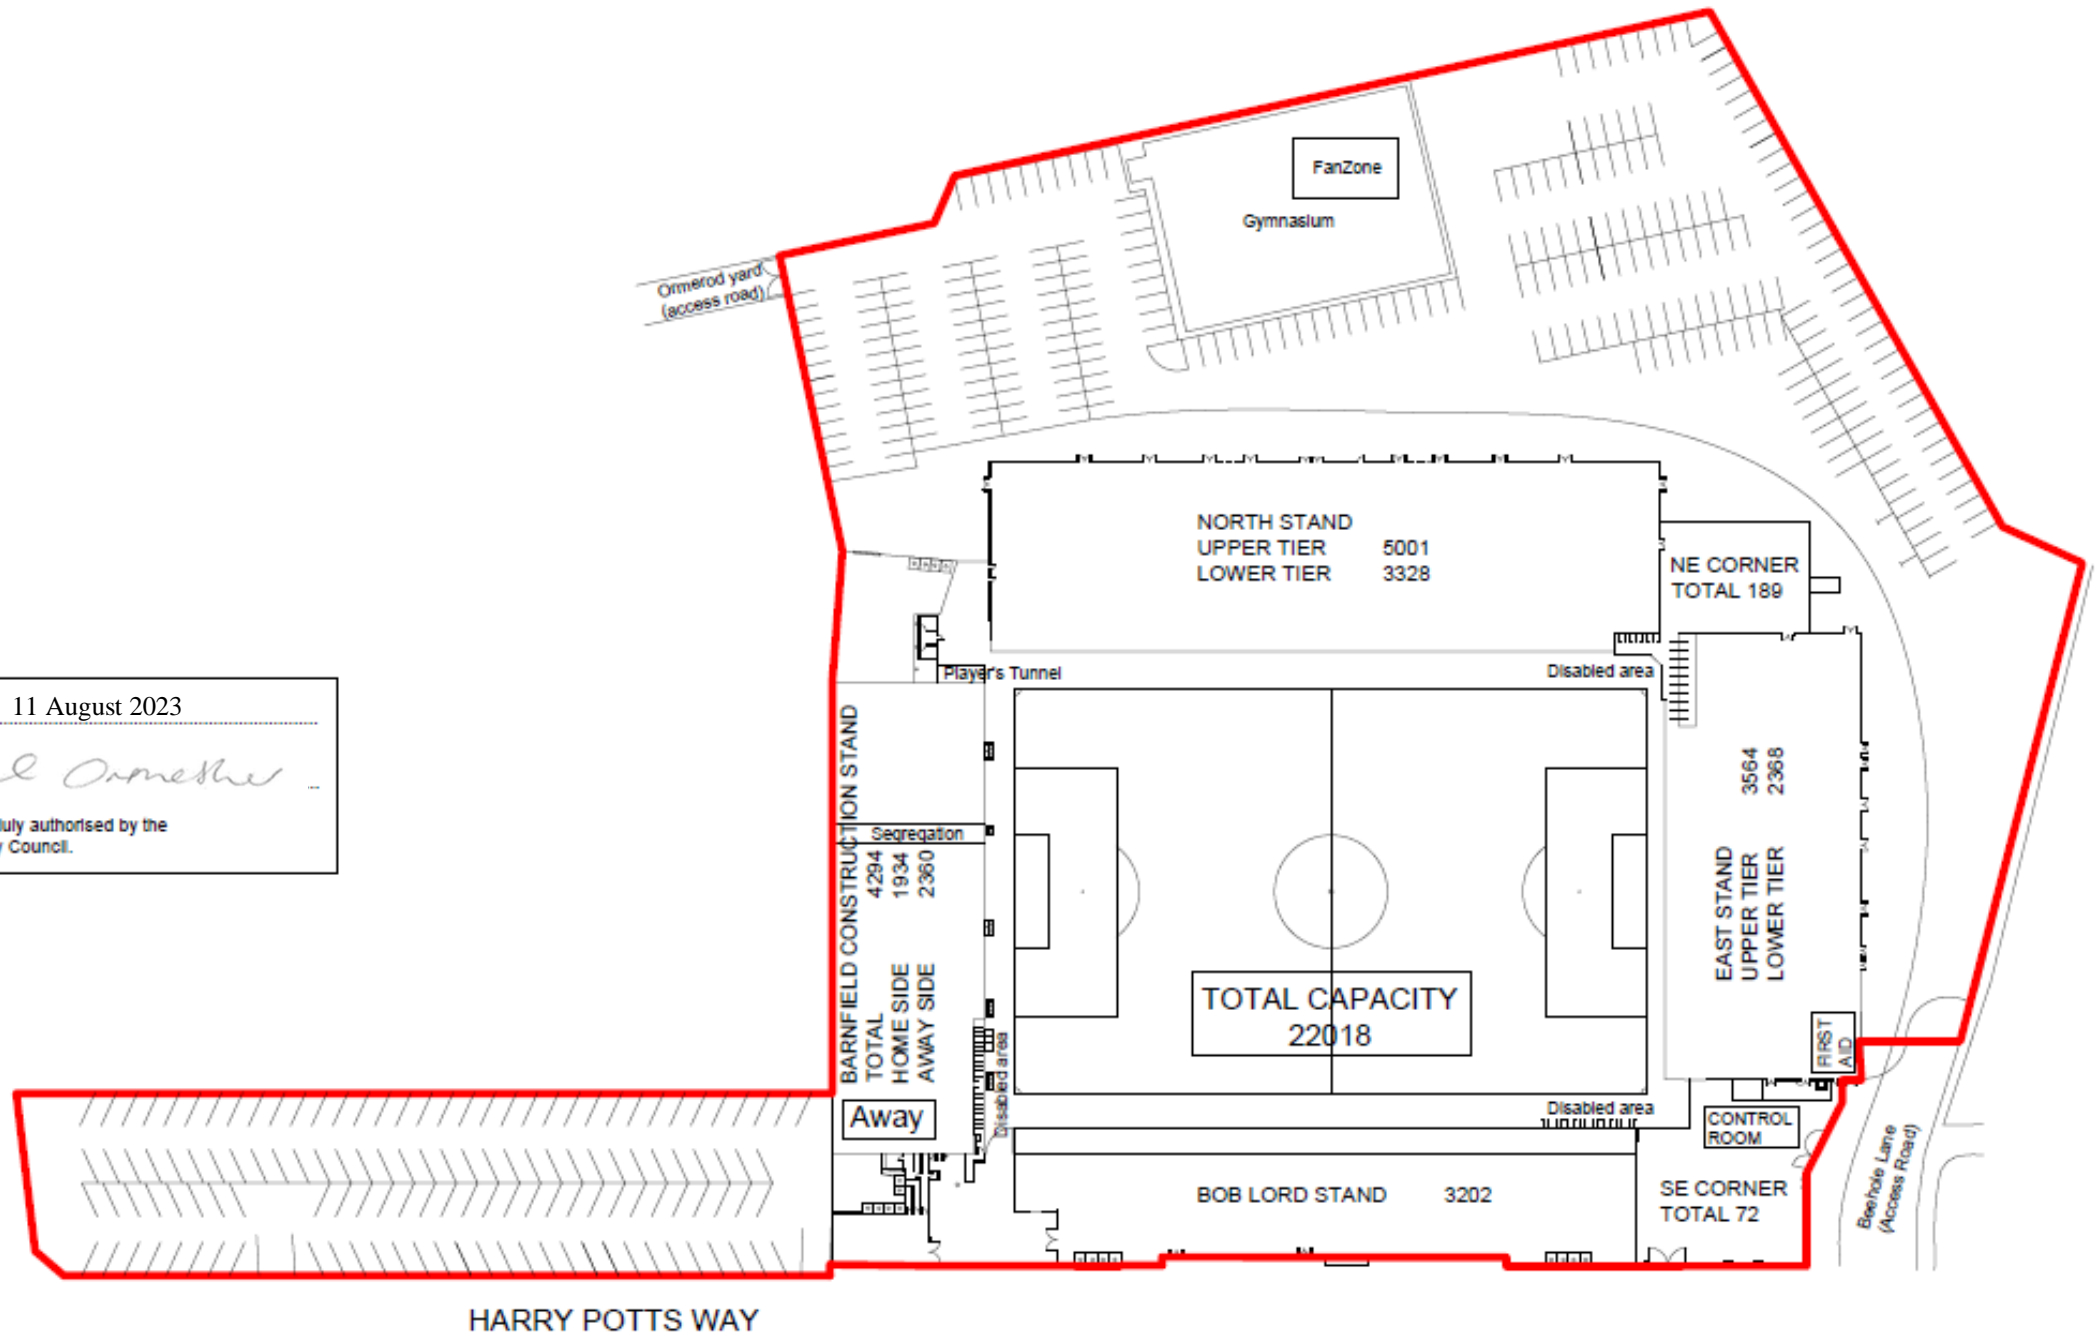 FanZone
Gymnasium
Ormerod yard
(access road)
NORTH STAND
UPPER TIER 5001
LOWER TIER 3328
NE CORNER
TOTAL 189
Player's Tunnel
Disabled area
11 August 2023
Ormesher
duly authorised by the
y Council.
BARNFIELD CONSTRUCTION STAND
TOTAL 4294
HOME SIDE 1934
AWAY SIDE 2360
Segregation
EAST STAND
UPPER TIER 3564
LOWER TIER 2368
TOTAL CAPACITY
22018
FIRST
AID
Disabled area
Away
Disabled area
CONTROL
ROOM
BOB LORD STAND 3202
SE CORNER
TOTAL 72
Beehole Lane
(Access Road)
HARRY POTTS WAY